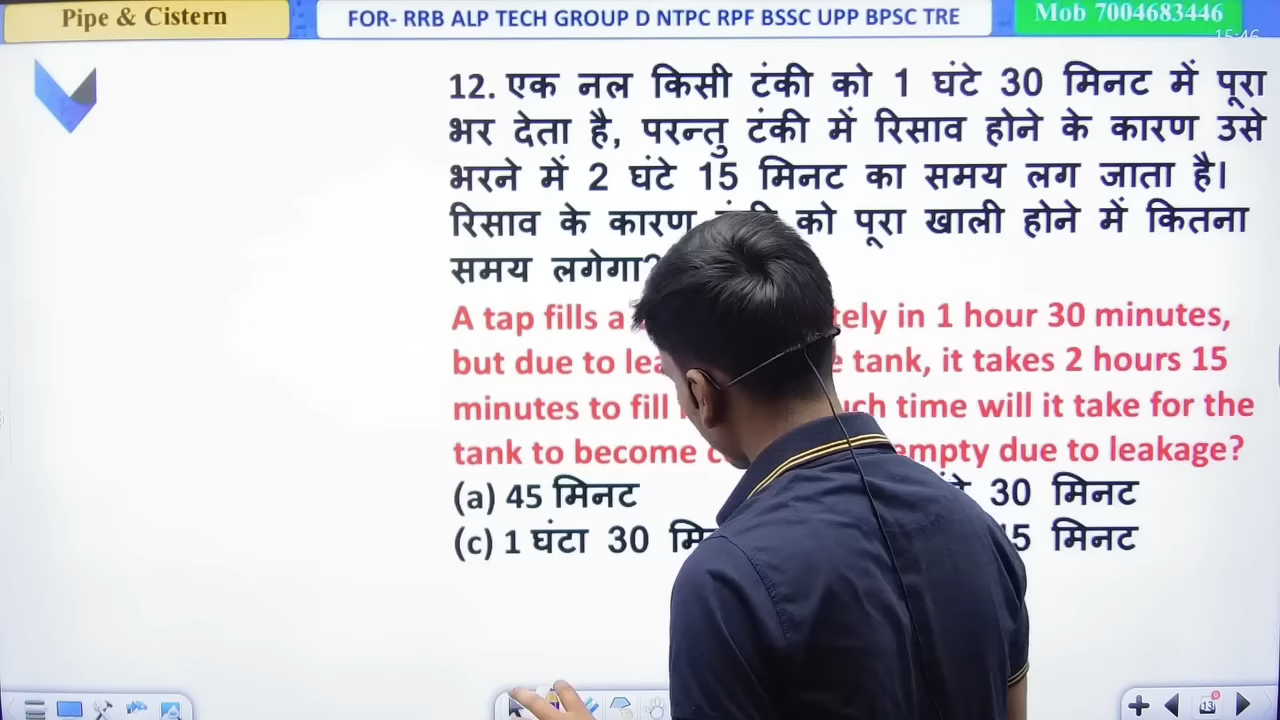 Pipe & Cistern
FOR- RRB ALP TECH GROUP D NTPC RPF BSSC UPP BPSC TRE
Mob 7004683446
15:46
12. एक नल किसी टंकी को 1 घंटे 30 मिनट में पूरा
भर देता है, परन्तु टंकी में रिसाव होने के कारण उसे
भरने में 2 घंटे 15 मिनट का समय लग जाता है।
रिसाव के कारण को पूरा खाली होने में कितना
समय लगेगा?
A tap fills a in 1 hour 30 minutes,
but due to tank, it takes 2 hours 15
minutes to fill time will it take for the
tank to become empty due to leakage?
(a) 45 मिनट 30 मिनट
(c) 1 घंटा 30 मिनट
13